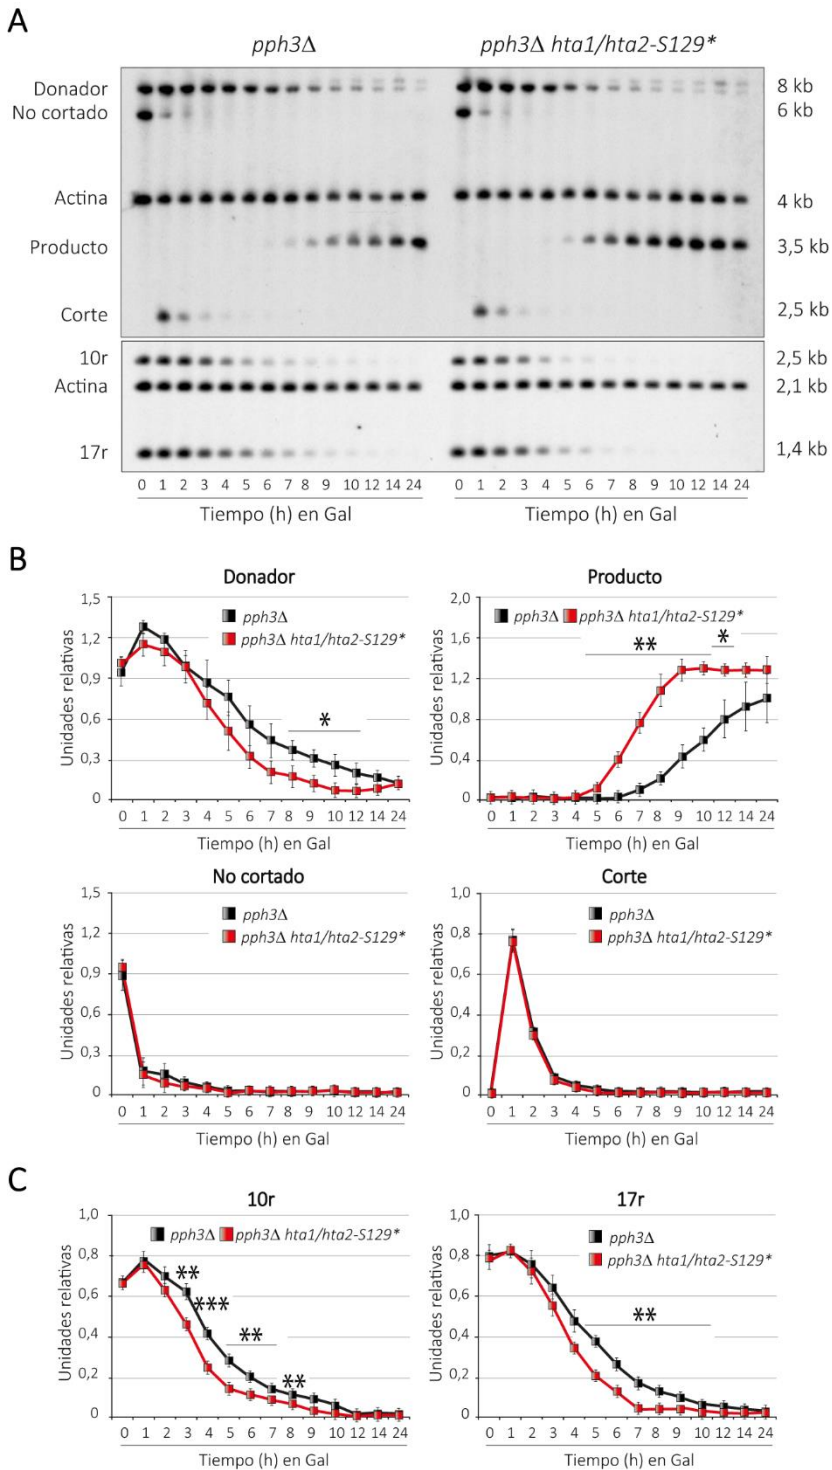 A
pph3Δ pph3Δ hta1/hta2-S129*
Donador 8 kb
No cortado 6 kb
Actina 4 kb
Producto 3,5 kb
Corte 2,5 kb
10r 2,5 kb
Actina 2,1 kb
17r 1,4 kb
0 1 2 3 4 5 6 7 8 9 10 12 14 24 0 1 2 3 4 5 6 7 8 9 10 12 14 24
Tiempo (h) en Gal Tiempo (h) en Gal
B
Donador
Unidades relativas
1,5
1,2
0,9
0,6
0,3
0
pph3Δ
pph3Δ hta1/hta2-S129*
*
0 1 2 3 4 5 6 7 8 9 10 12 14 24
Tiempo (h) en Gal
Producto
Unidades relativas
2,0
1,6
1,2
0,8
0,4
0
pph3Δ pph3Δ hta1/hta2-S129*
** *
0 1 2 3 4 5 6 7 8 9 10 12 14 24
Tiempo (h) en Gal
No cortado
Unidades relativas
1,5
1,2
0,9
0,6
0,3
0
pph3Δ
pph3Δ hta1/hta2-S129*
0 1 2 3 4 5 6 7 8 9 10 12 14 24
Tiempo (h) en Gal
Corte
Unidades relativas
1,0
0,8
0,6
0,4
0,2
0
pph3Δ
pph3Δ hta1/hta2-S129*
0 1 2 3 4 5 6 7 8 9 10 12 14 24
Tiempo (h) en Gal
C
10r
Unidades relativas
1,0
0,8
0,6
0,4
0,2
0
pph3Δ pph3Δ hta1/hta2-S129*
**
***
**
**
0 1 2 3 4 5 6 7 8 9 10 12 14 24
Tiempo (h) en Gal
17r
Unidades relativas
1,0
0,8
0,6
0,4
0,2
0
pph3Δ
pph3Δ hta1/hta2-S129*
**
0 1 2 3 4 5 6 7 8 9 10 12 14 24
Tiempo (h) en Gal